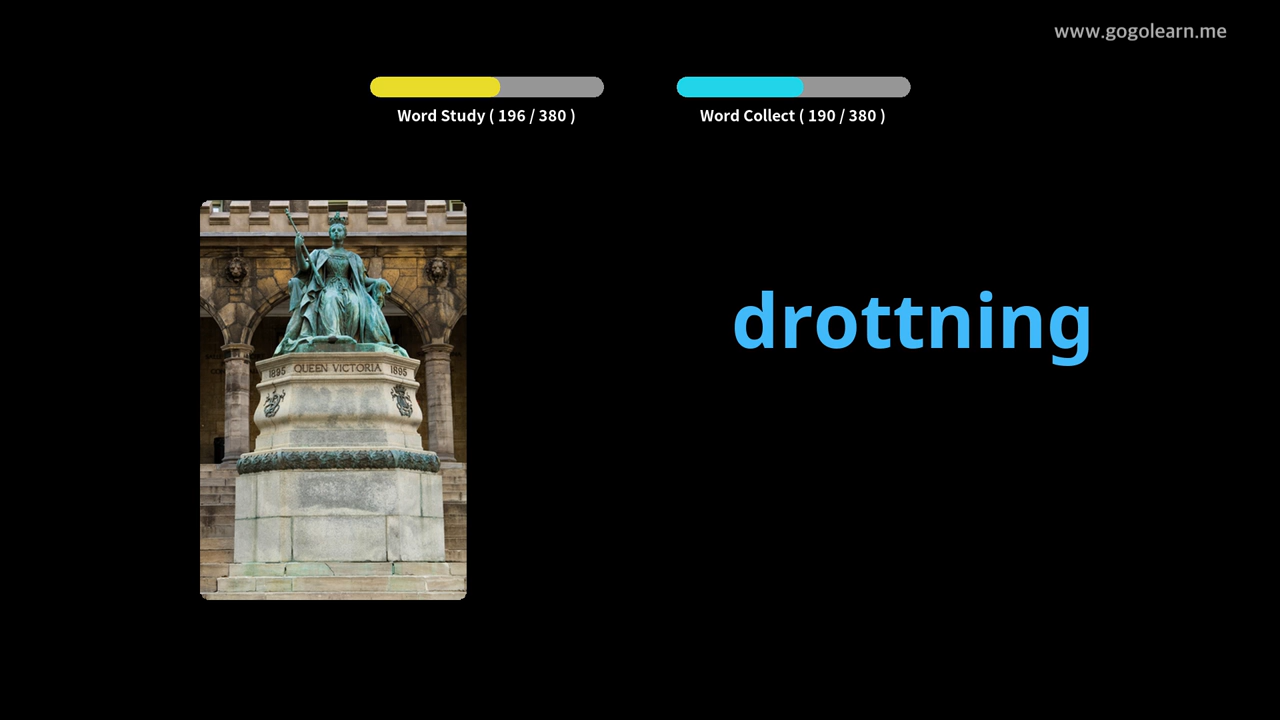 www.gogolearn.me
Word Study ( 196 / 380 )
Word Collect ( 190 / 380 )
1895 QUEEN VICTORIA 1895
drottning